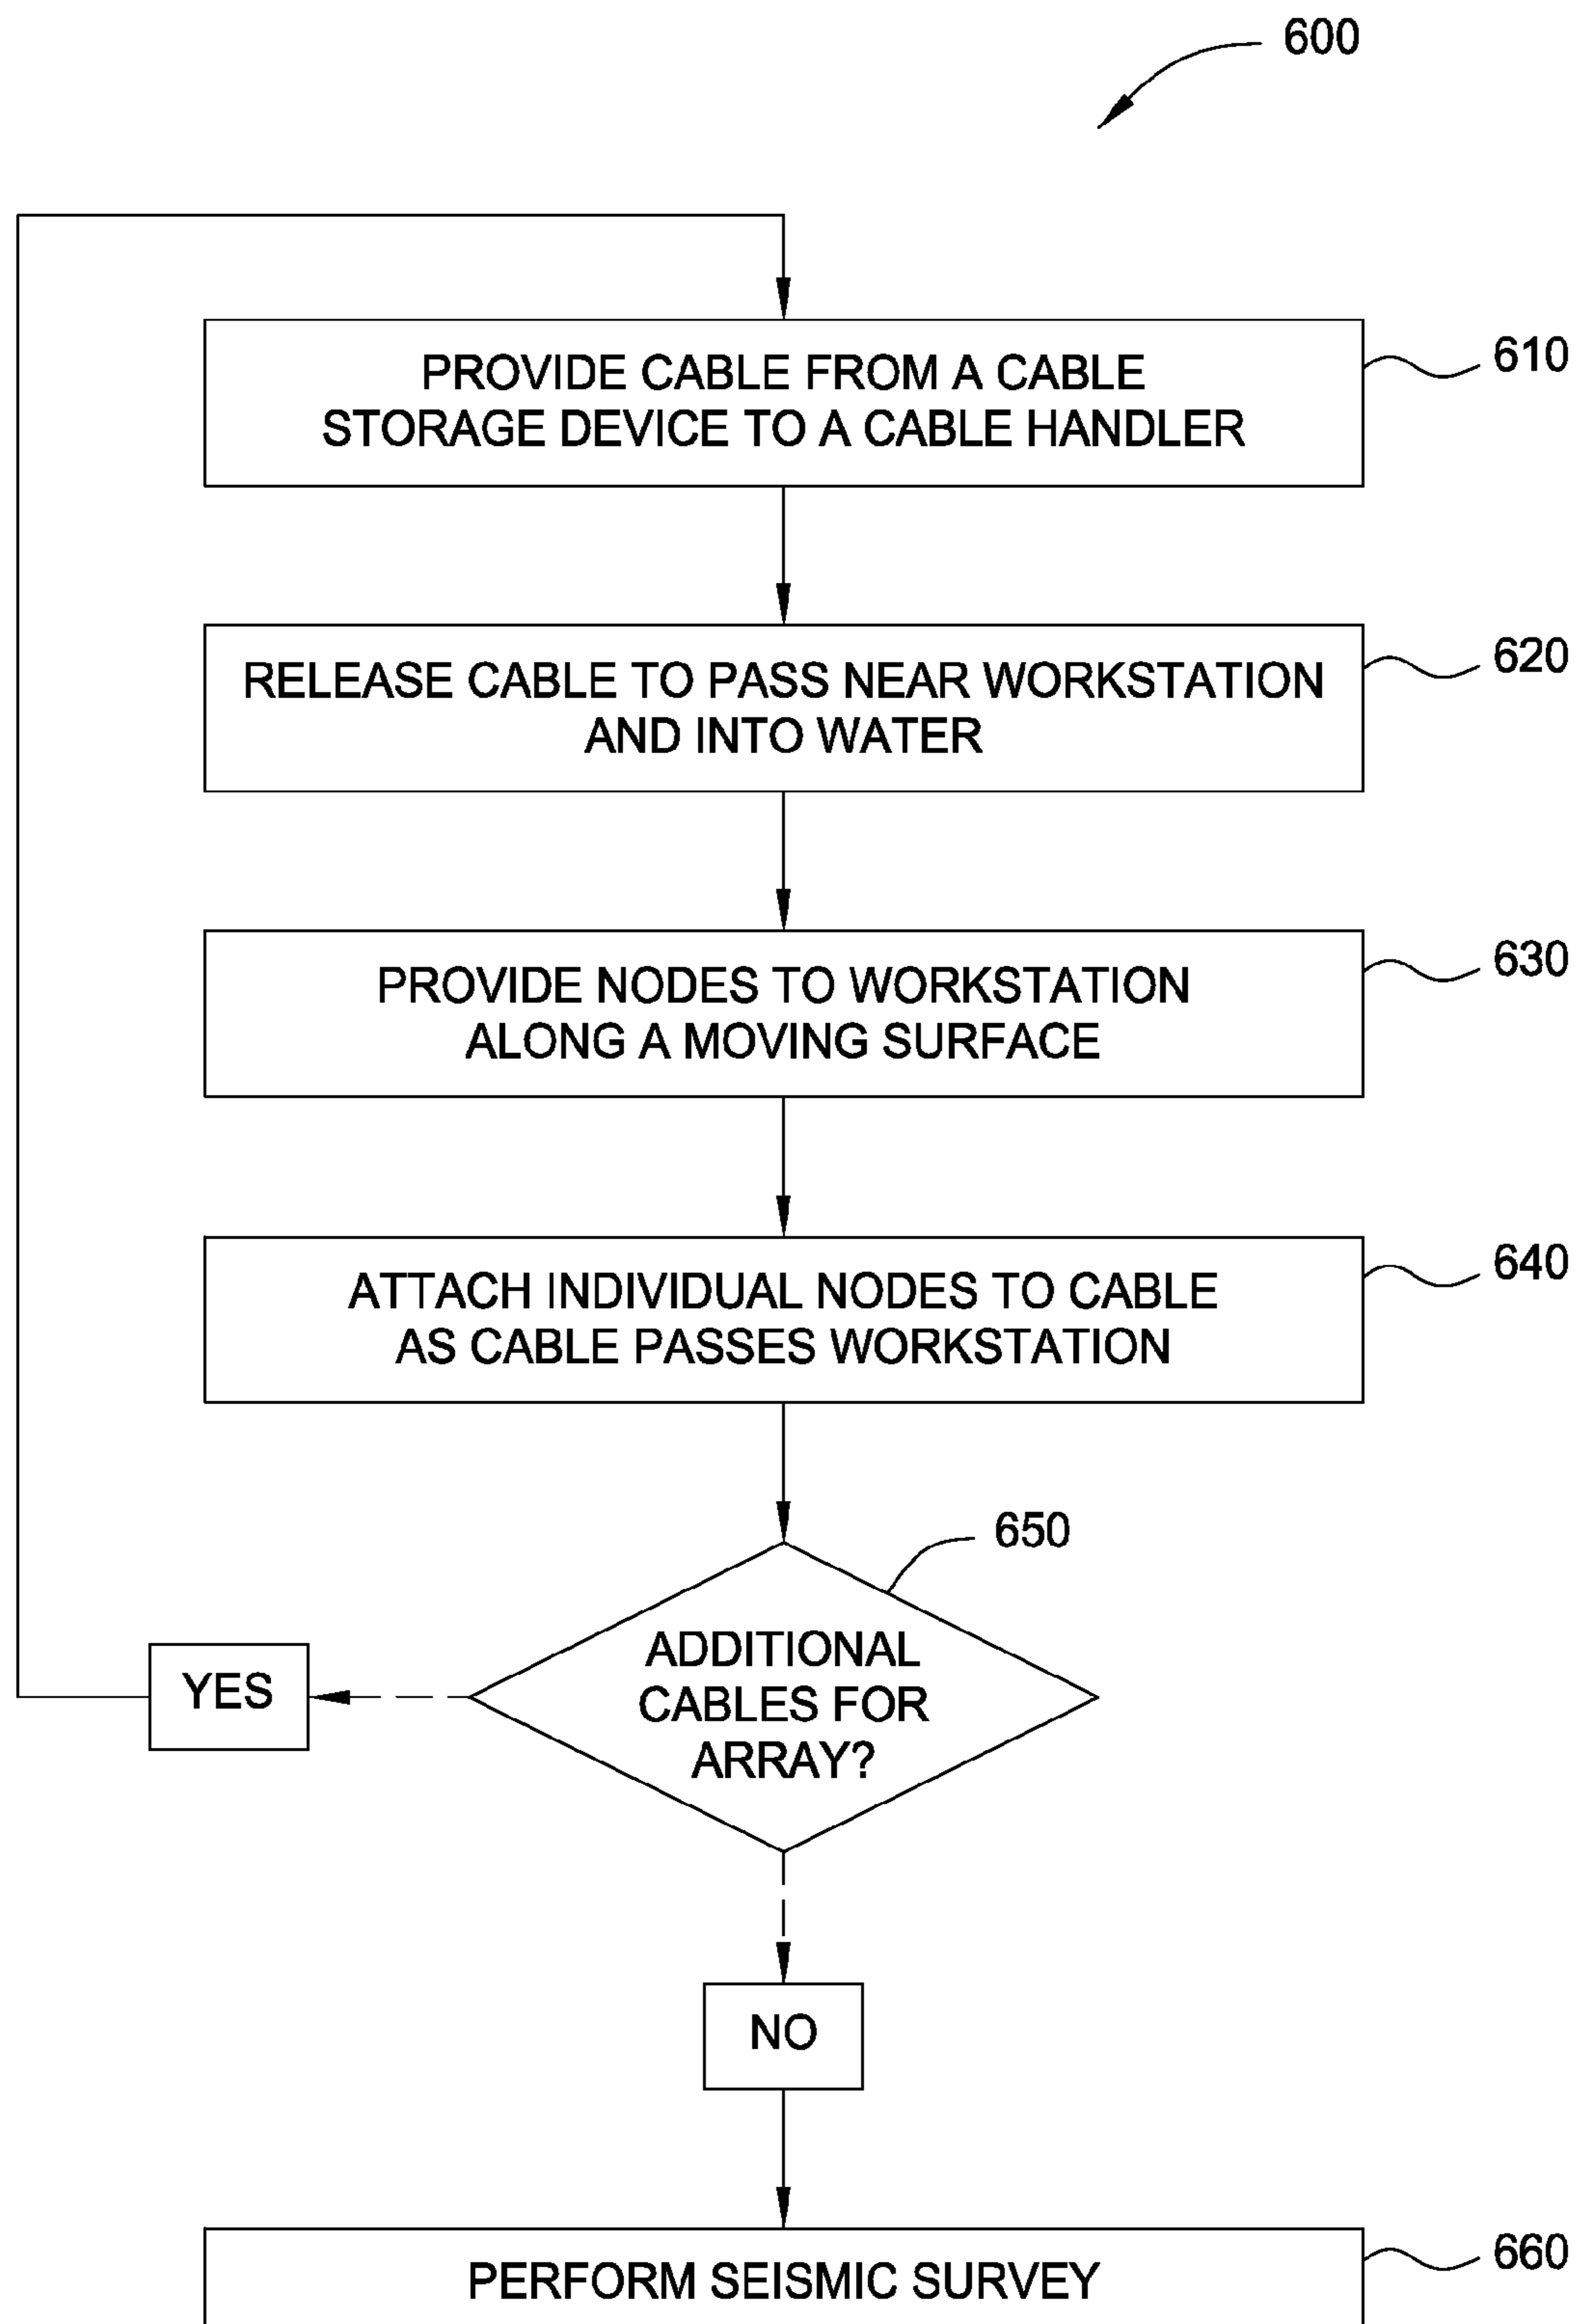 600
PROVIDE CABLE FROM A CABLE
STORAGE DEVICE TO A CABLE HANDLER
610
RELEASE CABLE TO PASS NEAR WORKSTATION
AND INTO WATER
620
PROVIDE NODES TO WORKSTATION
ALONG A MOVING SURFACE
630
ATTACH INDIVIDUAL NODES TO CABLE
AS CABLE PASSES WORKSTATION
640
650
ADDITIONAL
CABLES FOR
ARRAY?
YES
NO
PERFORM SEISMIC SURVEY
660